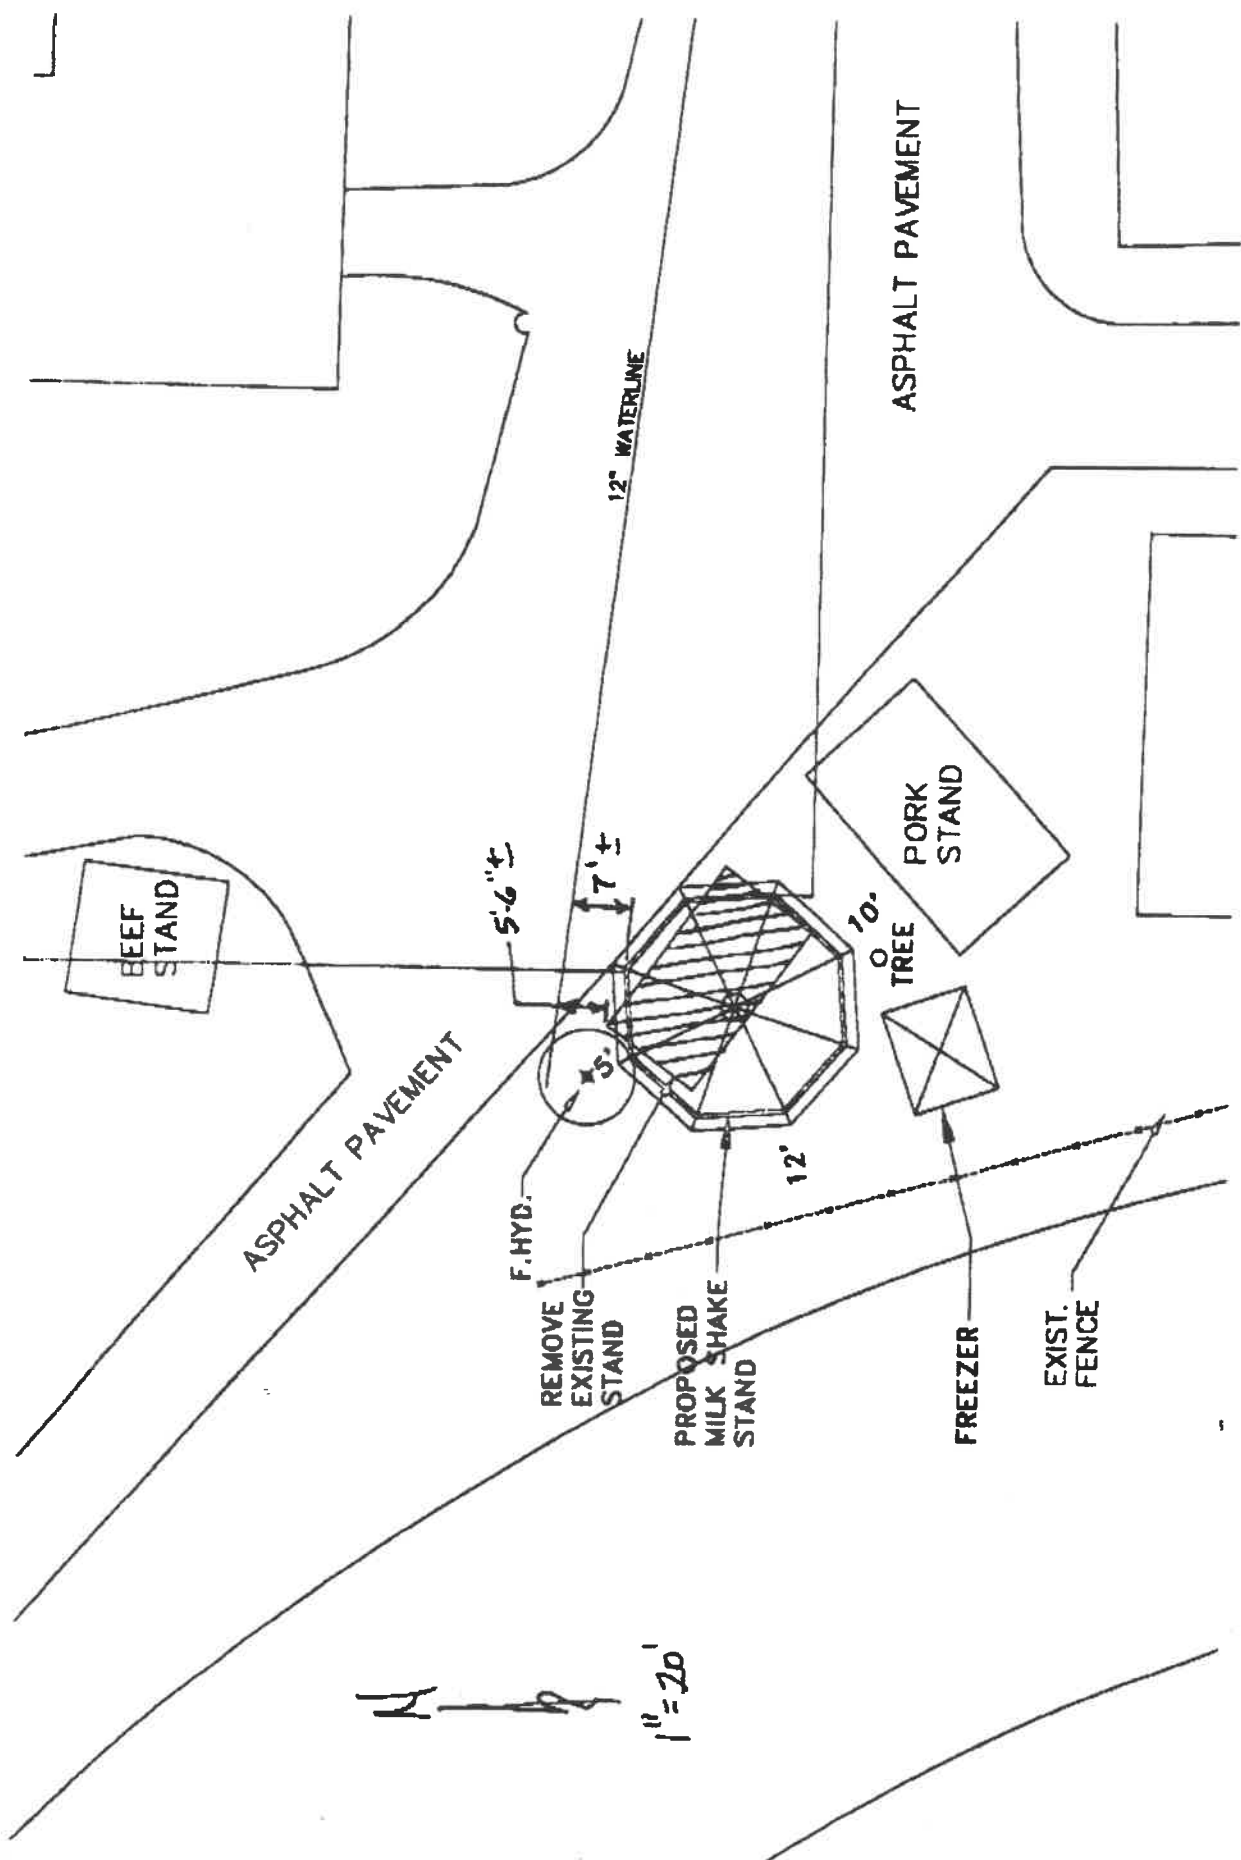 BEEF
STAND
ASPHALT PAVEMENT
12" WATERLINE
ASPHALT PAVEMENT
5'-6"±
7'±
5'
F.HYD.
REMOVE
EXISTING
STAND
PROPOSED
MILK SHAKE
STAND
12'
10'
TREE
PORK
STAND
FREEZER
EXIST.
FENCE
1"=20'